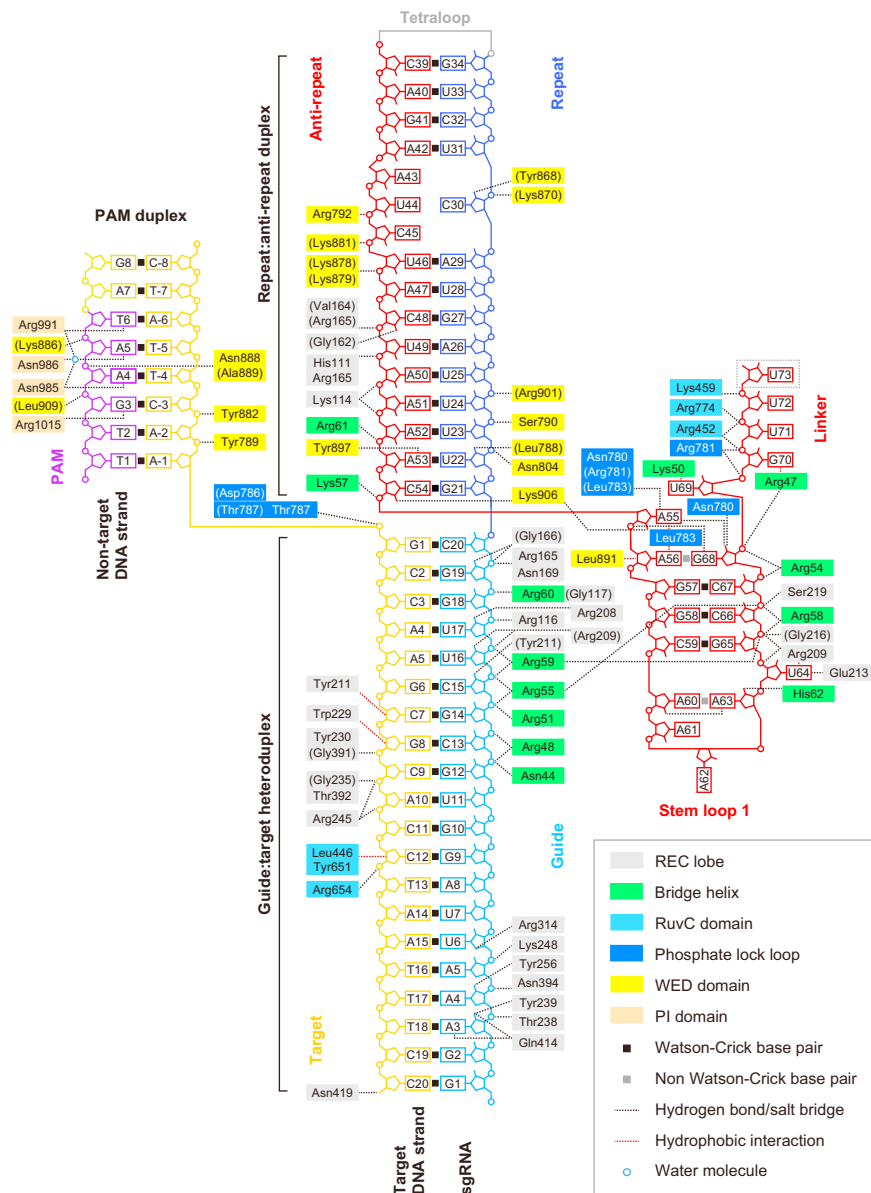 Tetraloop
Anti-repeat
Repeat
Repeat:anti-repeat duplex
C39 G34
A40 U33
G41 C32
A42 U31
A43
U44 C30
C45
U46 A29
A47 U28
C48 G27
U49 A26
A50 U25
A51 U24
A52 U23
A53 U22
C54 G21
(Tyr868)
(Lys870)
Arg792
(Lys881)
(Lys878)
(Lys879)
(Val164)
(Arg165)
(Gly162)
His111
Arg165
Lys114
Arg61
Tyr897
Lys57
(Arg901)
Ser790
(Leu788)
Asn804
Lys906
PAM duplex
G8 C-8
A7 T-7
T6 A-6
A5 T-5
A4 T-4
G3 C-3
T2 A-2
T1 A-1
Arg991
(Lys886)
Asn986
Asn985
(Leu909)
Arg1015
Asn888
(Ala889)
Tyr882
Tyr789
PAM
Non-target
DNA strand
(Asp786)
(Thr787) Thr787
Lys459
Arg774
Arg452
Arg781
U73
U72
U71
G70
Linker
Asn780
(Arg781)
(Leu783)
Lys50
U69
Arg47
Asn780
A55
Leu783
Leu891
A56 G68
G57 C67
G58 C66
C59 G65
U64
A60 A63
A61
A62
Arg54
Ser219
Arg58
(Gly216)
Arg209
Glu213
His62
Stem loop 1
Guide:target heteroduplex
G1 C20
C2 G19
C3 G18
A4 U17
A5 U16
G6 C15
C7 G14
G8 C13
C9 G12
A10 U11
C11 G10
C12 G9
T13 A8
A14 U7
A15 U6
T16 A5
T17 A4
T18 A3
C19 G2
C20 G1
(Gly166)
Arg165
Asn169
Arg60 (Gly117)
Arg208
Arg116
(Arg209)
(Tyr211)
Arg59
Arg55
Arg51
Arg48
Asn44
Tyr211
Trp229
Tyr230
(Gly391)
(Gly235)
Thr392
Arg245
Leu446
Tyr651
Arg654
Guide
Arg314
Lys248
Tyr256
Asn394
Tyr239
Thr238
Gln414
Target
Asn419
Target
DNA strand
sgRNA
REC lobe
Bridge helix
RuvC domain
Phosphate lock loop
WED domain
PI domain
Watson-Crick base pair
Non Watson-Crick base pair
Hydrogen bond/salt bridge
Hydrophobic interaction
Water molecule